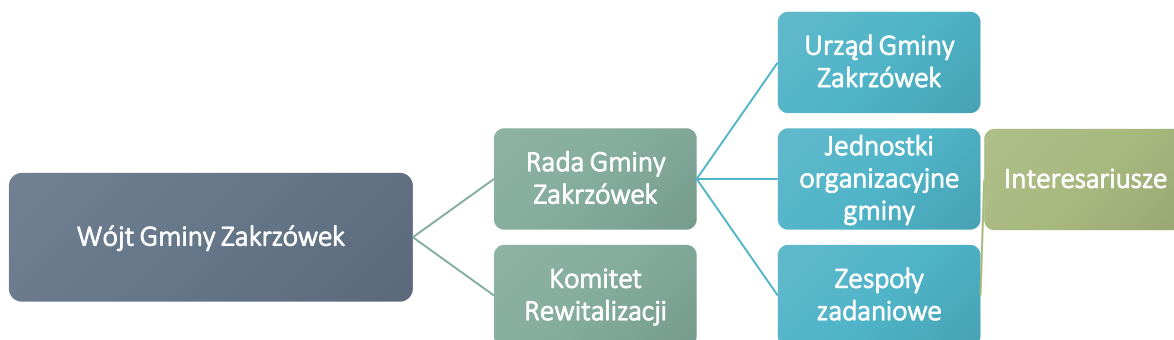 Wójt Gminy Zakrzówek
Rada Gminy
Zakrzówek
Komitet
Rewitalizacji
Urząd Gminy
Zakrzówek
Jednostki
organizacyjne
gminy
Zespoły
zadaniowe
Interesariusze